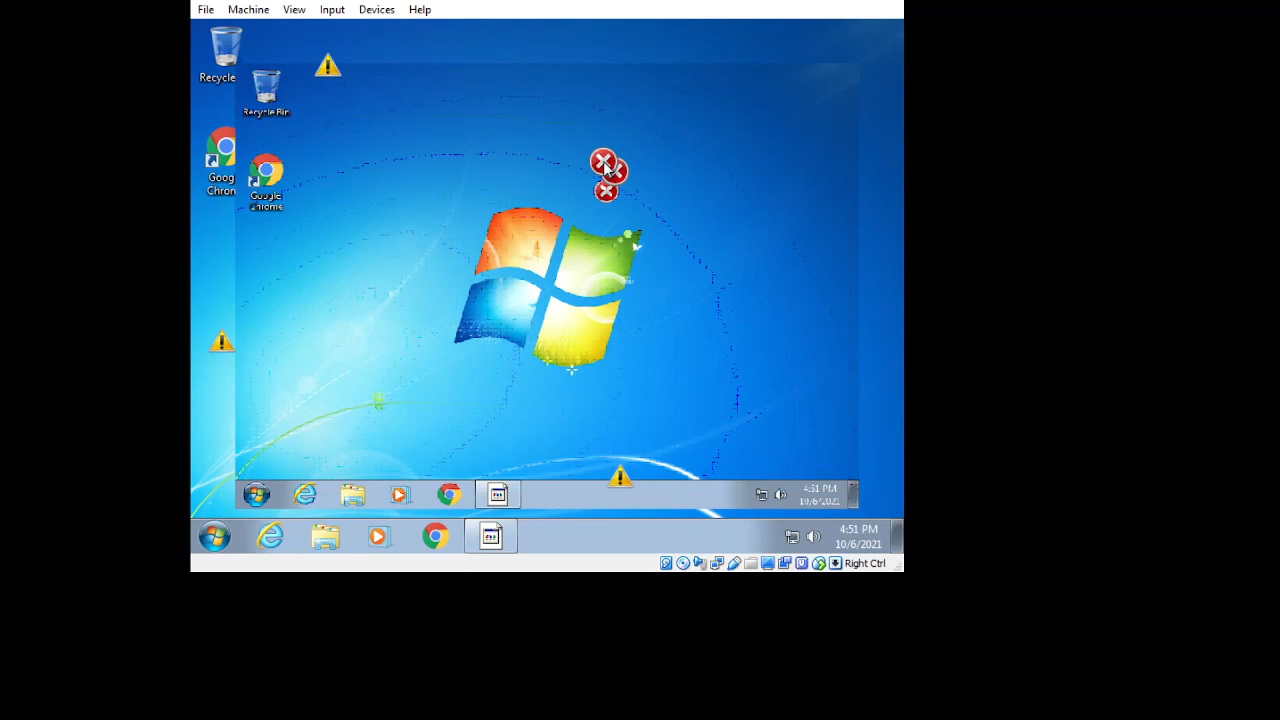 File Machine View Input Devices Help
Recycle
Recycle Bin
Goog
Chron
Google
Chrome
4:51 PM
10/6/2021
4:51 PM
10/6/2021
Right Ctrl